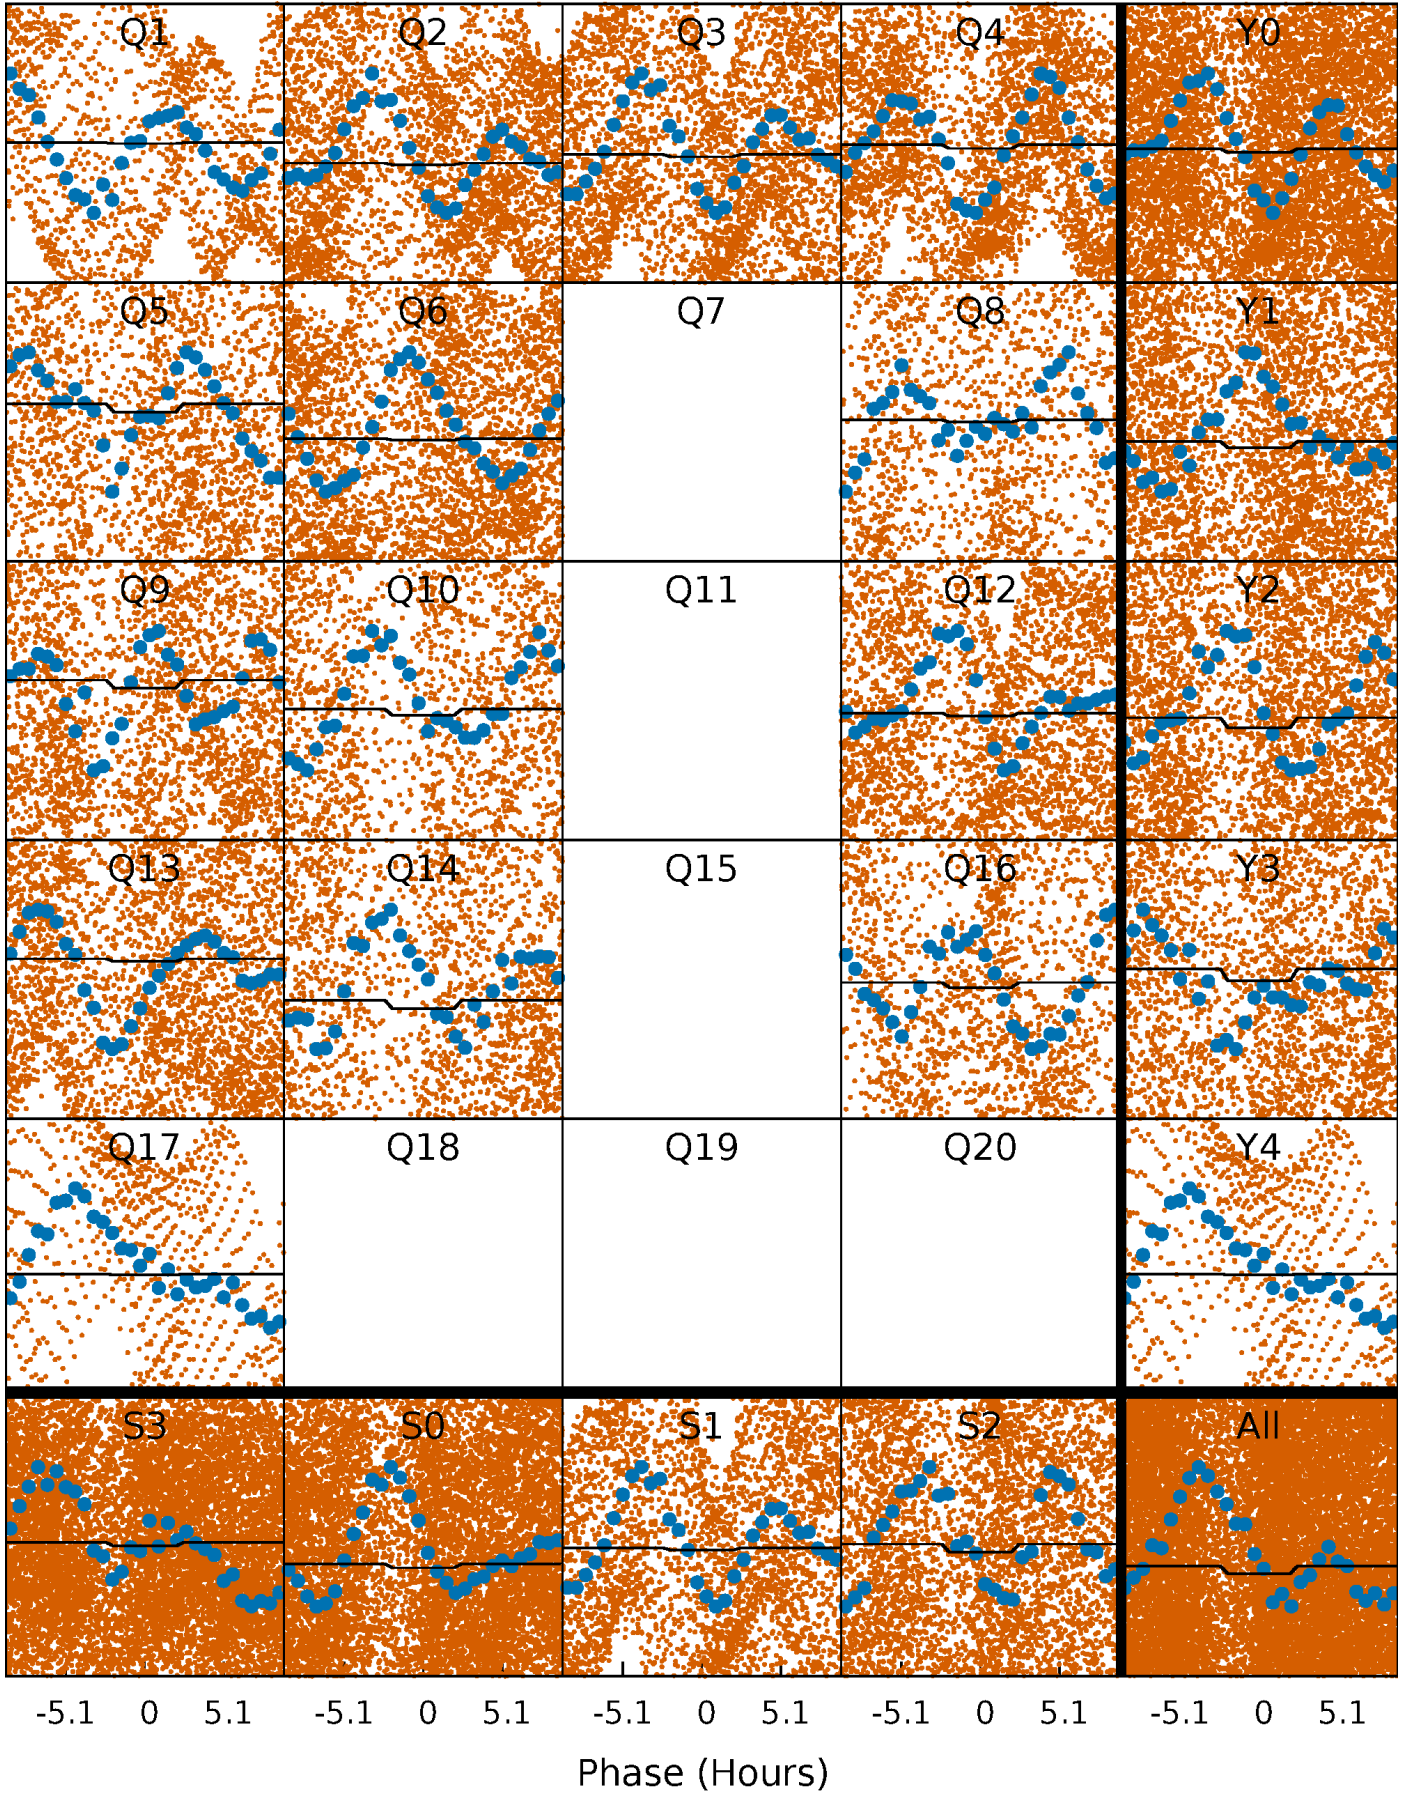 Q1 Q2 Q3 Q4 Y0
Q5 Q6 Q7 Q8 Y1
Q9 Q10 Q11 Q12 Y2
Q13 Q14 Q15 Q16 Y3
Q17 Q18 Q19 Q20 Y4
S3 S0 S1 S2 All
-5.1 0 5.1 -5.1 0 5.1 -5.1 0 5.1 -5.1 0 5.1 -5.1 0 5.1
Phase (Hours)